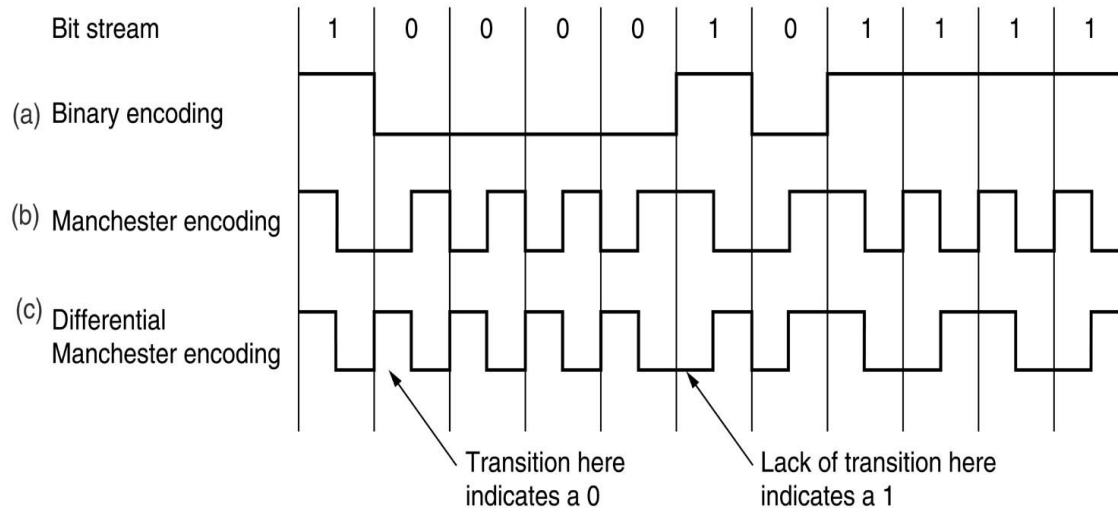 Bit stream 1 0 0 0 0 1 0 1 1 1 1
(a) Binary encoding
(b) Manchester encoding
(c) Differential
Manchester encoding
Transition here
indicates a 0
Lack of transition here
indicates a 1